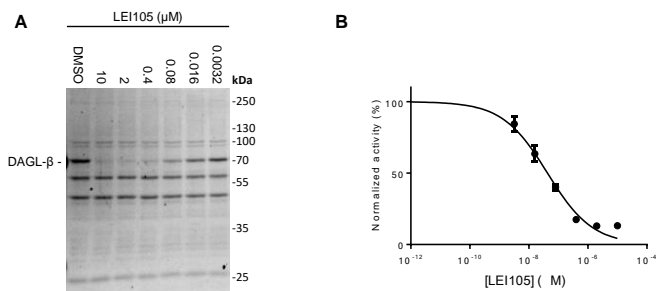 A
LEI105 (µM)
DMSO
10
2
0.4
0.08
0.016
0.0032
kDa
-250
-130
-100
DAGL-β -
-70
-55
-35
-25
B
Normalized activity (%)
100
50
0
10-12
10-10
10-8
10-6
10-4
[LEI105] ( M)